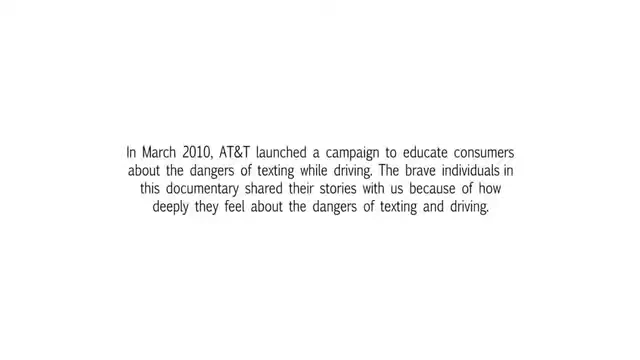 In March 2010, AT&T launched a campaign to educate consumers
about the dangers of texting while driving. The brave individuals in
this documentary shared their stories with us because of how
deeply they feel about the dangers of texting and driving.